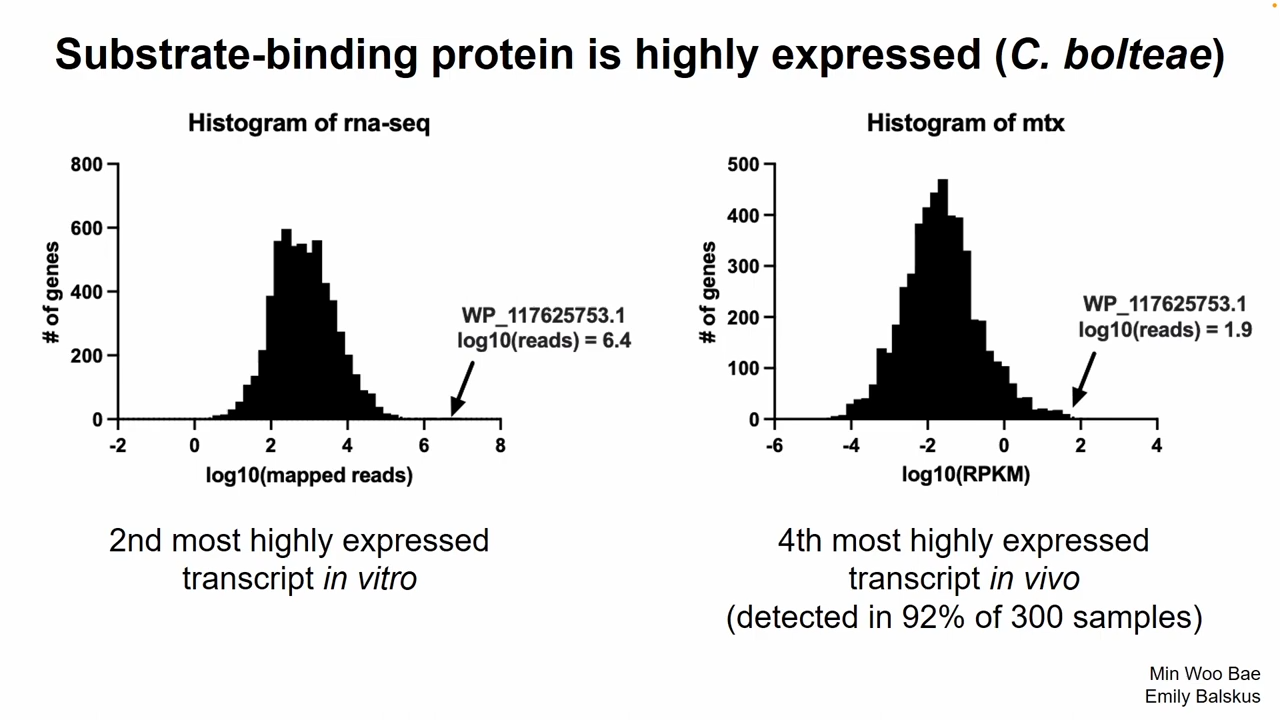 Substrate-binding protein is highly expressed (C. bolteae)
Histogram of rna-seq
800
600
400
200
0
# of genes
-2 0 2 4 6 8
log10(mapped reads)
WP_117625753.1
log10(reads) = 6.4
2nd most highly expressed
transcript in vitro
Histogram of mtx
500
400
300
200
100
0
# of genes
-6 -4 -2 0 2 4
log10(RPKM)
WP_117625753.1
log10(reads) = 1.9
4th most highly expressed
transcript in vivo
(detected in 92% of 300 samples)
Min Woo Bae
Emily Balskus